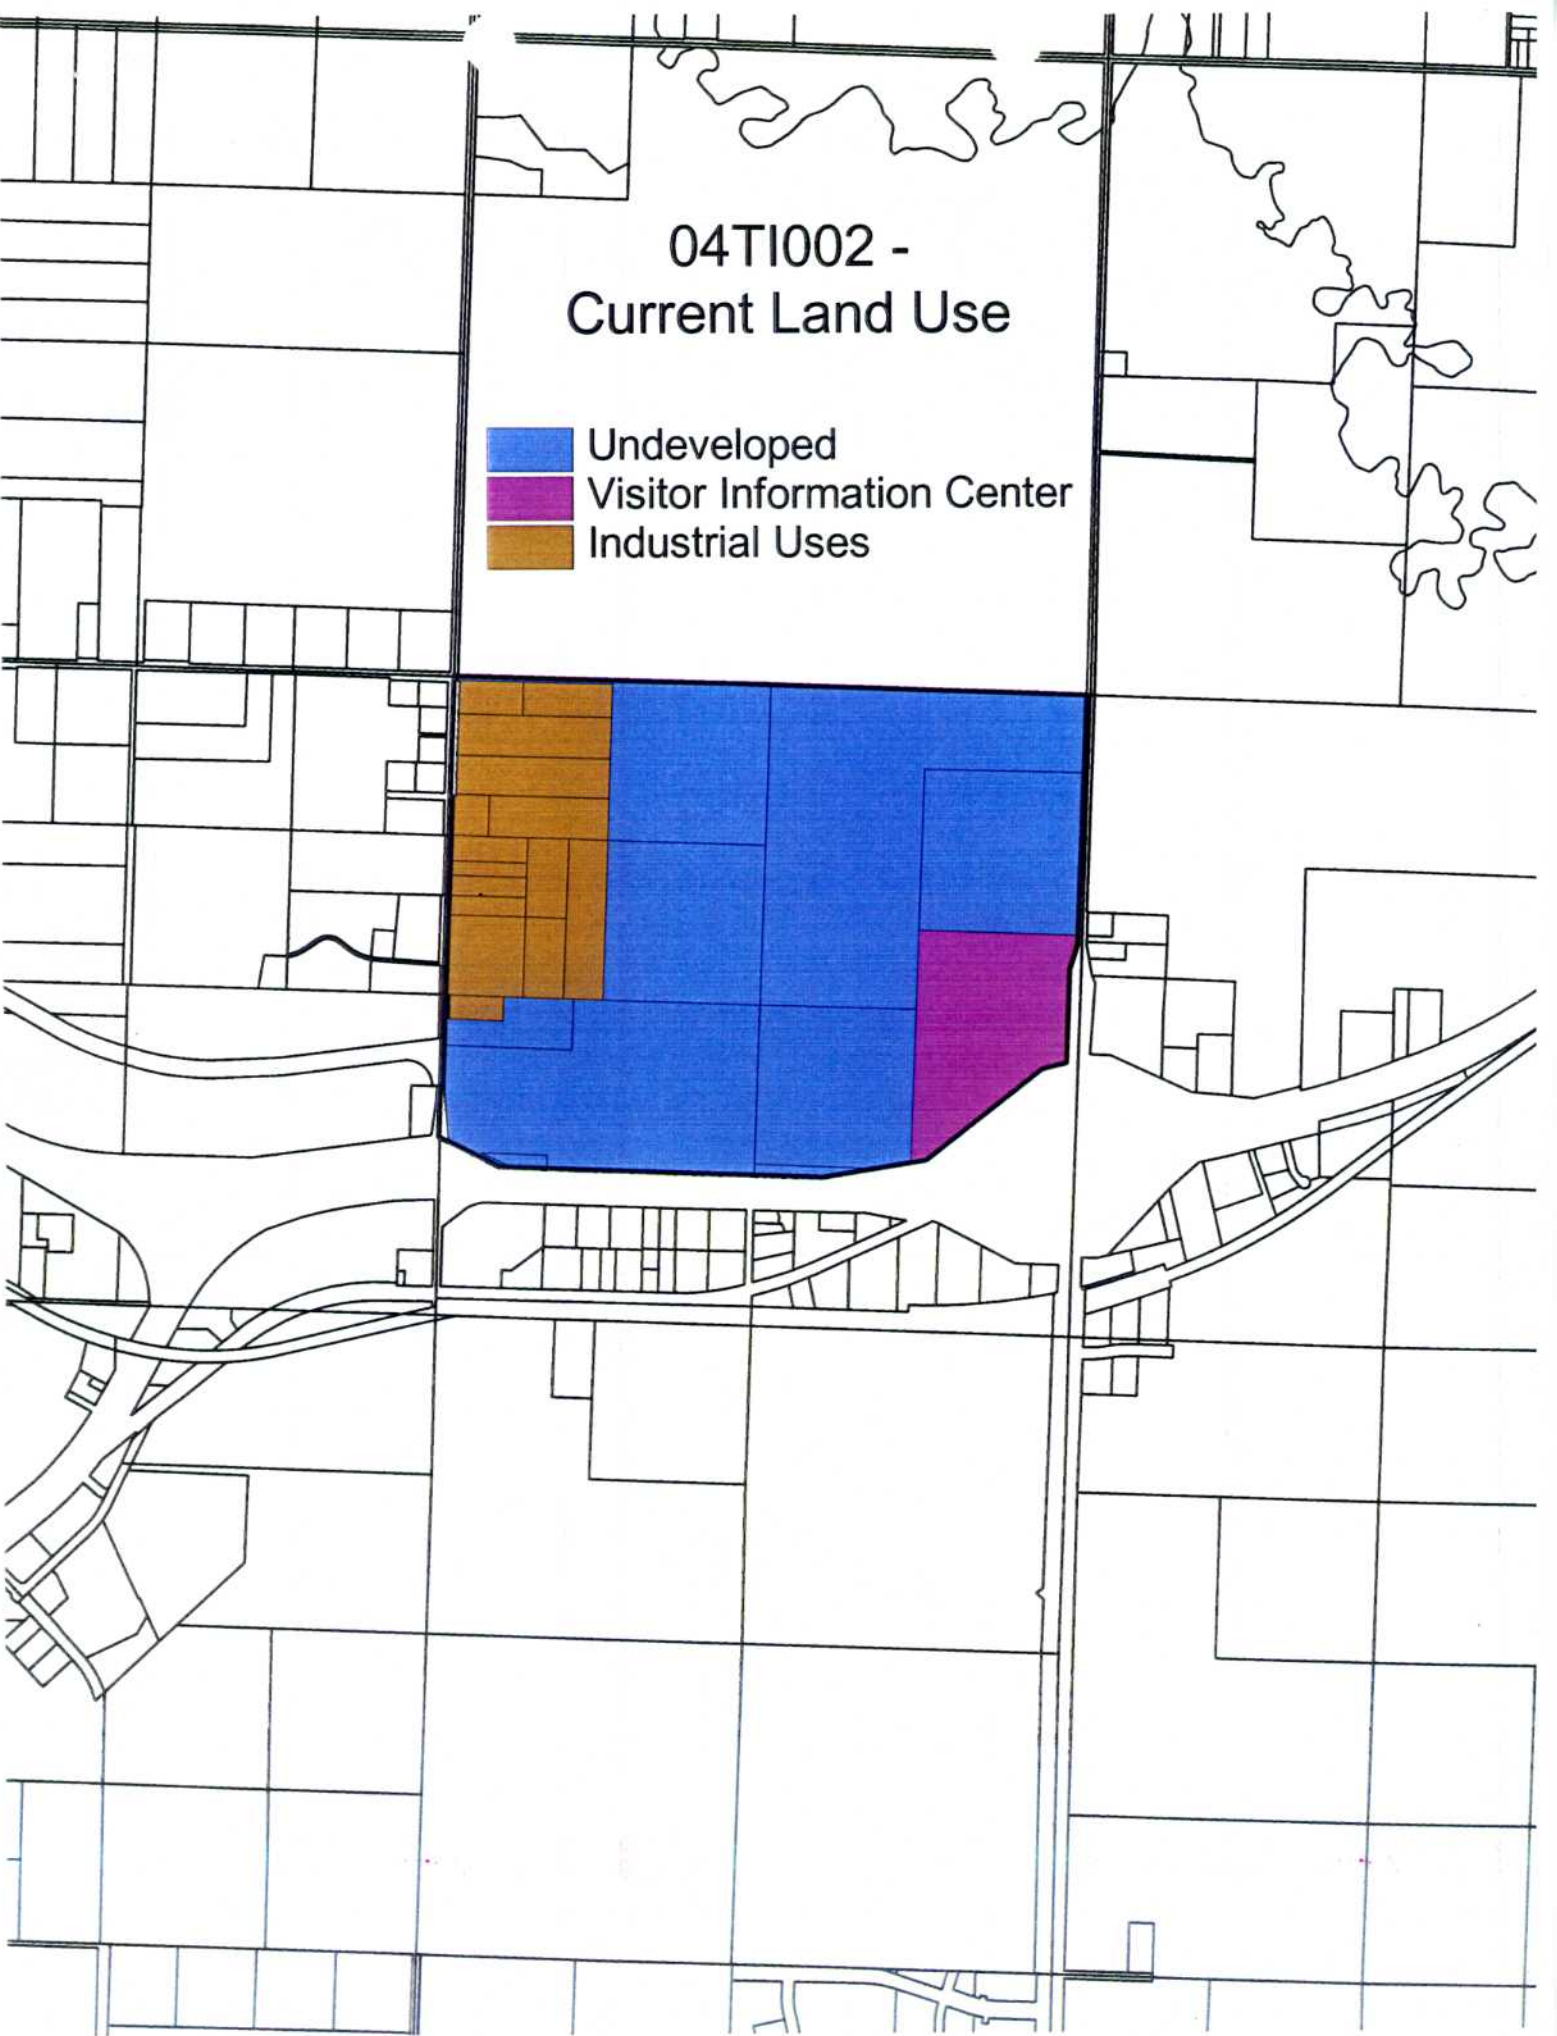 04TI002 -
Current Land Use
Undeveloped
Visitor Information Center
Industrial Uses